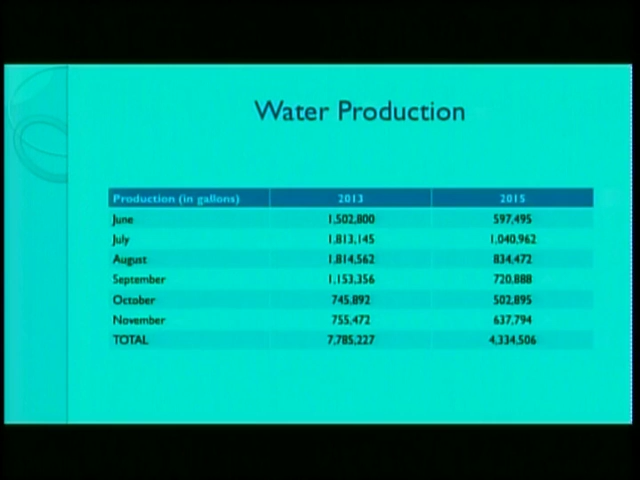 Water Production
Production (in gallons) 2013 2015
June 1,502,800 597,495
July 1,813,145 1,040,962
August 1,814,562 834,472
September 1,153,356 720,888
October 745,892 502,895
November 755,472 637,794
TOTAL 7,785,227 4,334,506